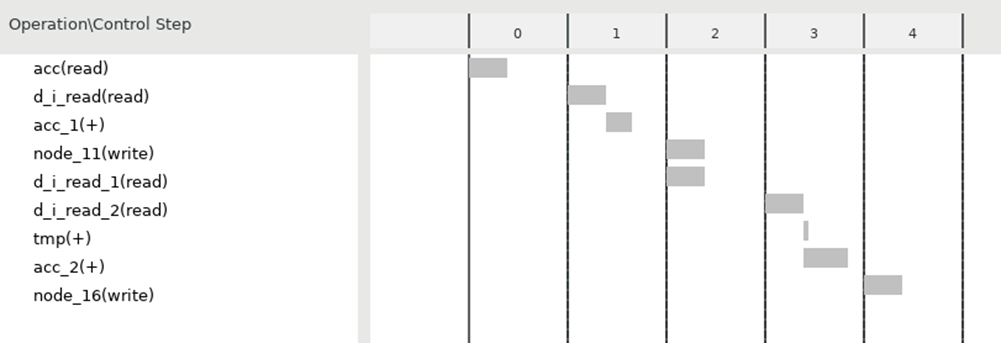 Operation\Control Step
0 1 2 3 4
acc(read)
d_i_read(read)
acc_1(+)
node_11(write)
d_i_read_1(read)
d_i_read_2(read)
tmp(+)
acc_2(+)
node_16(write)